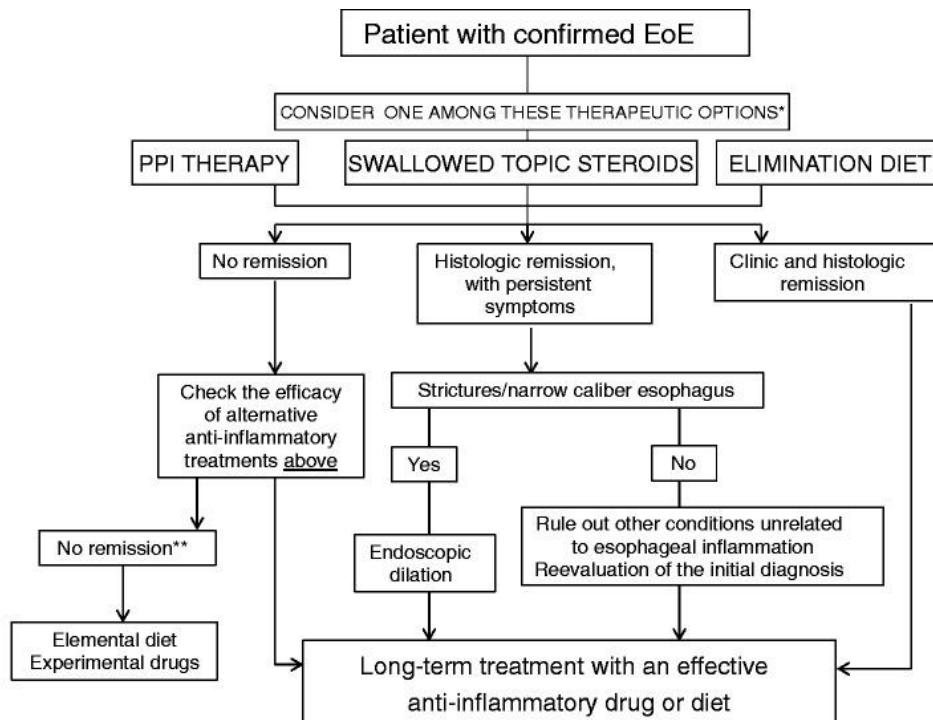 Patient with confirmed EoE
CONSIDER ONE AMONG THESE THERAPEUTIC OPTIONS*
PPI THERAPY
SWALLOWED TOPIC STEROIDS
ELIMINATION DIET
No remission
Histologic remission,
with persistent
symptoms
Clinic and histologic
remission
Check the efficacy
of alternative
anti-inflammatory
treatments above
Strictures/narrow caliber esophagus
Yes
No
No remission**
Endoscopic
dilation
Rule out other conditions unrelated
to esophageal inflammation
Reevaluation of the initial diagnosis
Elemental diet
Experimental drugs
Long-term treatment with an effective
anti-inflammatory drug or diet